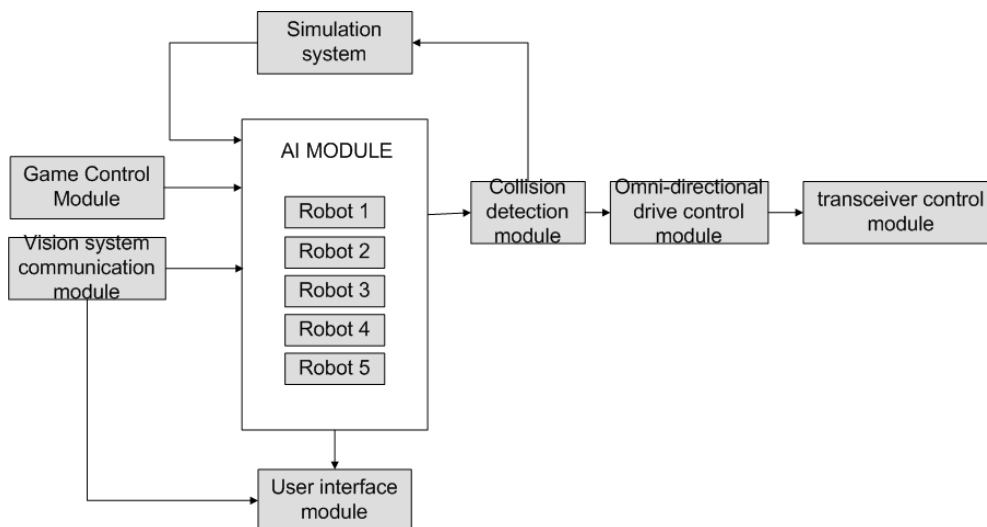 Simulation
system
AI MODULE
Game Control
Module
Vision system
communication
module
Robot 1
Robot 2
Robot 3
Robot 4
Robot 5
Collision
detection
module
Omni-directional
drive control
module
transceiver control
module
User interface
module